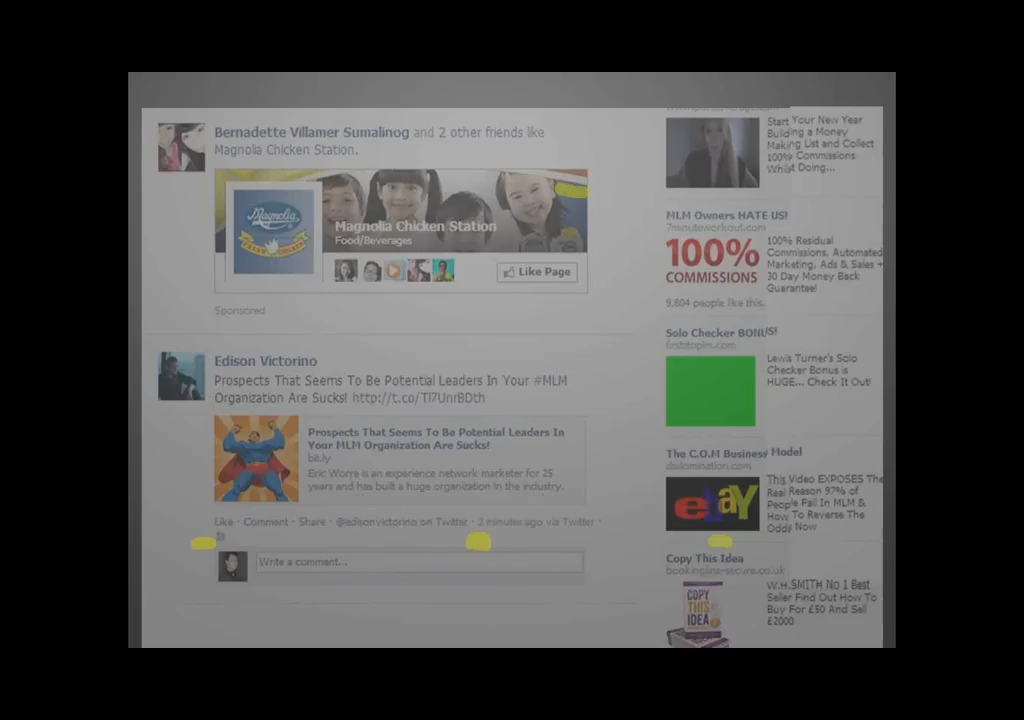 Bernadette Villamer Sumalinog and 2 other friends like
Magnolia Chicken Station.
Magnolia
CHICKEN
Magnolia Chicken Station
Food/Beverages
Like Page
Sponsored
Edison Victorino
Prospects That Seems To Be Potential Leaders In Your #MLM
Organization Are Sucks! http://t.co/Tl7UnrBDth
Prospects That Seems To Be Potential Leaders In
Your MLM Organization Are Sucks!
bit.ly
Eric Worre is an experience network marketer for 25
years and has built a huge organization in the industry.
Like · Comment · Share · @edisonvictorino on Twitter · 2 minutes ago via Twitter ·
Write a comment...
Start Your New Year
Building a Money
Making List and Collect
100% Commissions
Whilst Doing...
MLM Owners HATE US!
7minuteworkout.com
100%
COMMISSIONS
100% Residual
Commissions, Automated
Marketing, Ads & Sales +
30 Day Money Back
Guarantee!
9,804 people like this.
Solo Checker BONUS!
firststopim.com
Lewis Turner's Solo
Checker Bonus is
HUGE... Check It Out!
The C.O.M Business Model
This Video EXPOSES The
Real Reason 97% of
People Fail In MLM &
How To Reverse The
Odds Now
ebaY
Copy This Idea
bookingline-secure.co.uk
COPY
THIS
IDEA
W.H.SMITH No 1 Best
Seller Find Out How To
Buy For £50 And Sell
£2000